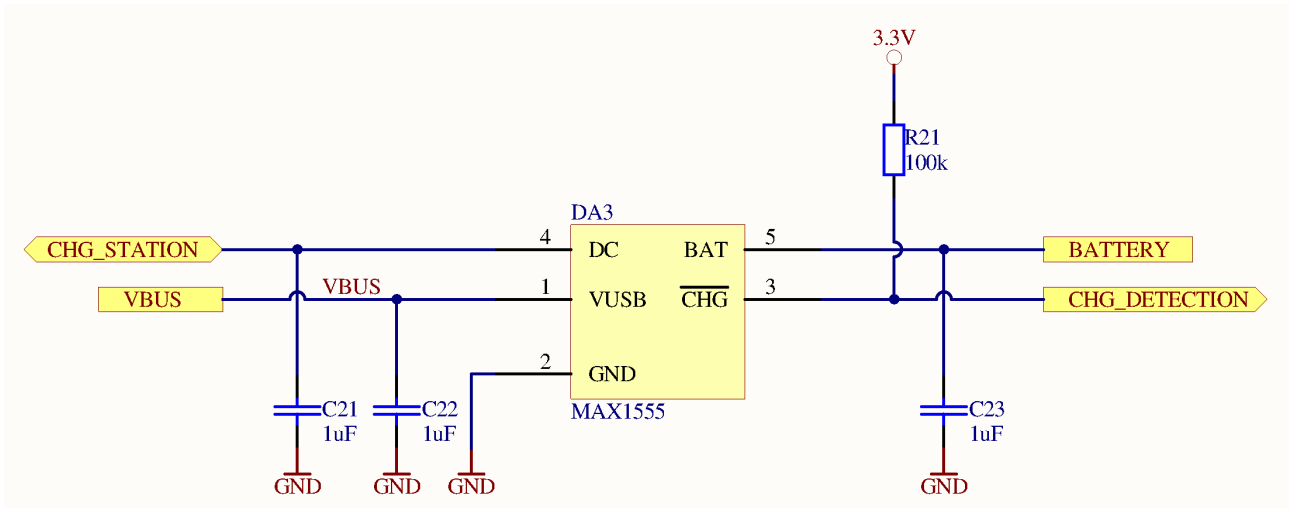 3.3V
R21
100k
DA3
CHG_STATION
4
DC
BAT
5
BATTERY
VBUS
VBUS
1
VUSB
CHG
3
CHG_DETECTION
2
GND
MAX1555
C21
1uF
C22
1uF
C23
1uF
GND
GND
GND
GND